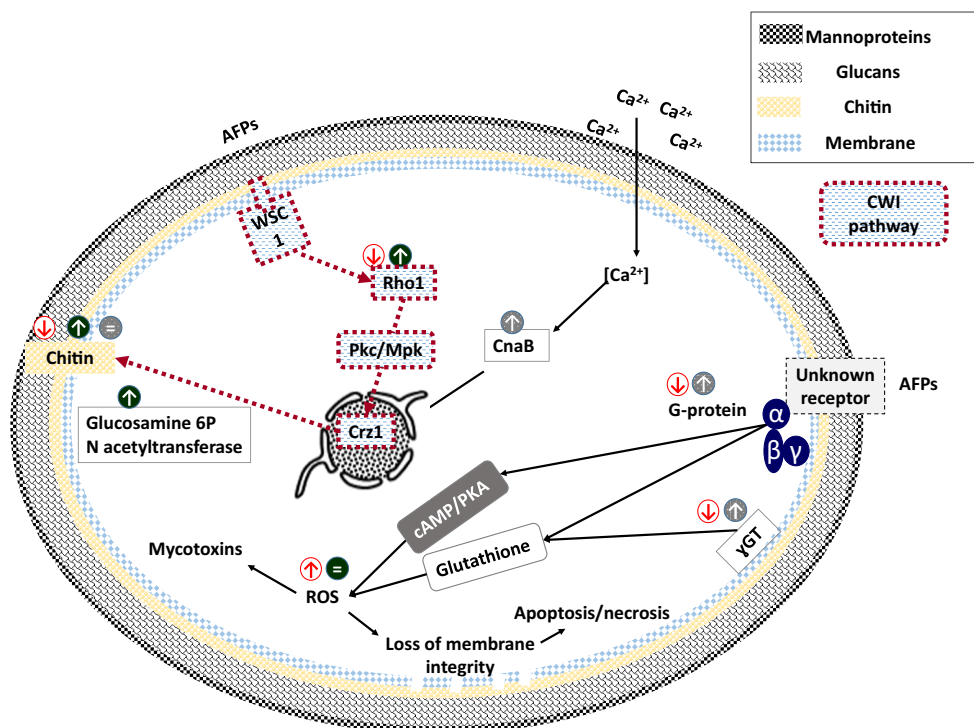 Mannoproteins
Glucans
Chitin
Membrane
CWI
pathway
Ca²⁺
Ca²⁺
Ca²⁺
Ca²⁺
AFPs
WSC
1
Rho1
[Ca²⁺]
Pkc/Mpk
CnaB
=
Chitin
Unknown
receptor
AFPs
G-protein
α
β
γ
Glucosamine 6P
N acetyltransferase
Crz1
cAMP/PKA
γGT
Glutathione
Mycotoxins
=
ROS
Apoptosis/necrosis
Loss of membrane
integrity